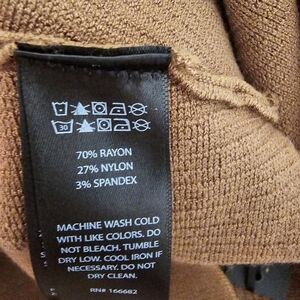 30
70% RAYON
27% NYLON
3% SPANDEX
MACHINE WASH COLD
WITH LIKE COLORS. DO
NOT BLEACH. TUMBLE
DRY LOW. COOL IRON IF
NECESSARY. DO NOT
DRY CLEAN.
RN# 166682